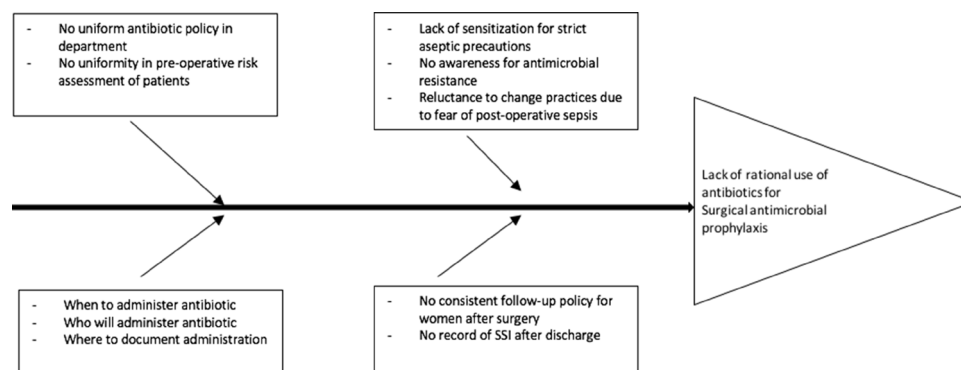 - No uniform antibiotic policy in
department
- No uniformity in pre-operative risk
assessment of patients
- Lack of sensitization for strict
aseptic precautions
- No awareness for antimicrobial
resistance
- Reluctance to change practices due
to fear of post-operative sepsis
Lack of rational use of
antibiotics for
Surgical antimicrobial
prophylaxis
- When to administer antibiotic
- Who will administer antibiotic
- Where to document administration
- No consistent follow-up policy for
women after surgery
- No record of SSI after discharge